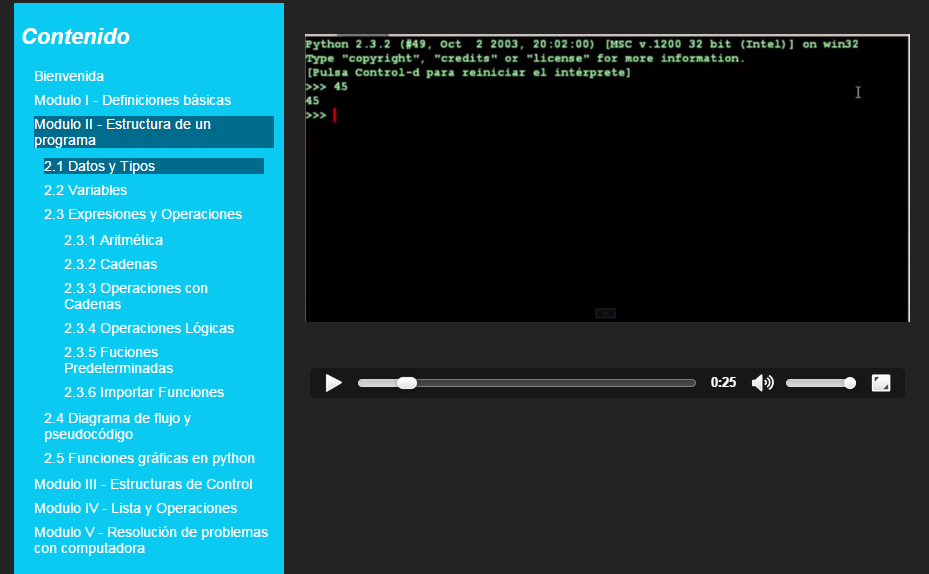 Contenido
Bienvenida
Modulo I - Definiciones básicas
Modulo II - Estructura de un
programa
2.1 Datos y Tipos
2.2 Variables
2.3 Expresiones y Operaciones
2.3.1 Aritmética
2.3.2 Cadenas
2.3.3 Operaciones con
Cadenas
2.3.4 Operaciones Lógicas
2.3.5 Fuciones
Predeterminadas
2.3.6 Importar Funciones
2.4 Diagrama de flujo y
pseudocódigo
2.5 Funciones gráficas en python
Modulo III - Estructuras de Control
Modulo IV - Lista y Operaciones
Modulo V - Resolución de problemas
con computadora
Python 2.3.2 (#49, Oct  2 2003, 20:02:00) [MSC v.1200 32 bit (Intel)] on win32
Type "copyright", "credits" or "license" for more information.
[Pulsa Control-d para reiniciar el intérprete]
>>> 45
45
>>>
0:25